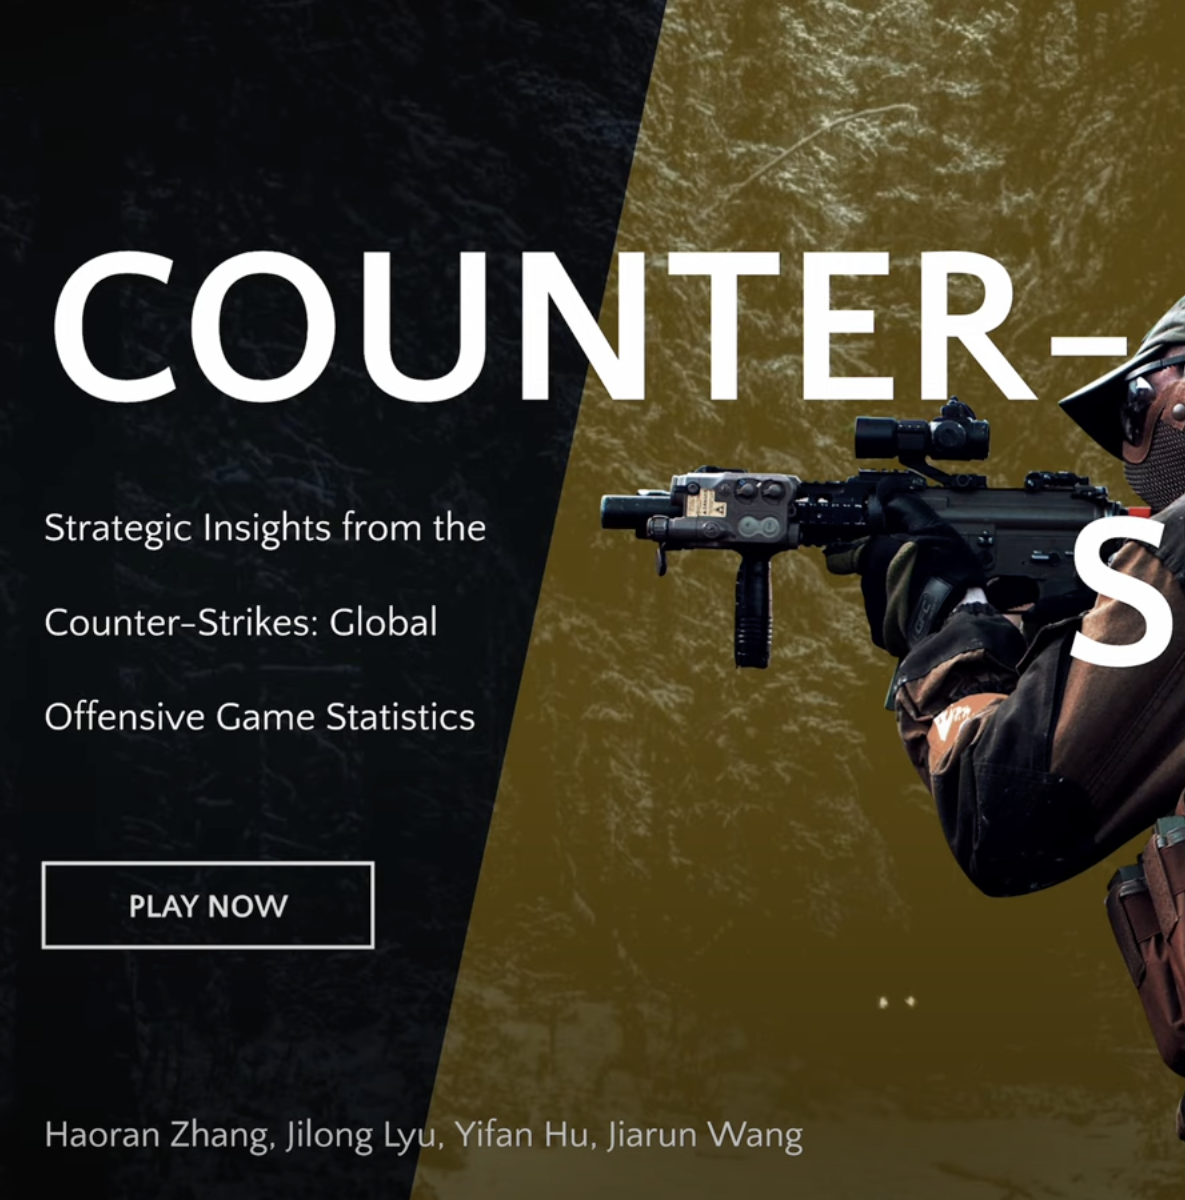 COUNTER-
S
Strategic Insights from the
Counter-Strikes: Global
Offensive Game Statistics
PLAY NOW
Haoran Zhang, Jilong Lyu, Yifan Hu, Jiarun Wang